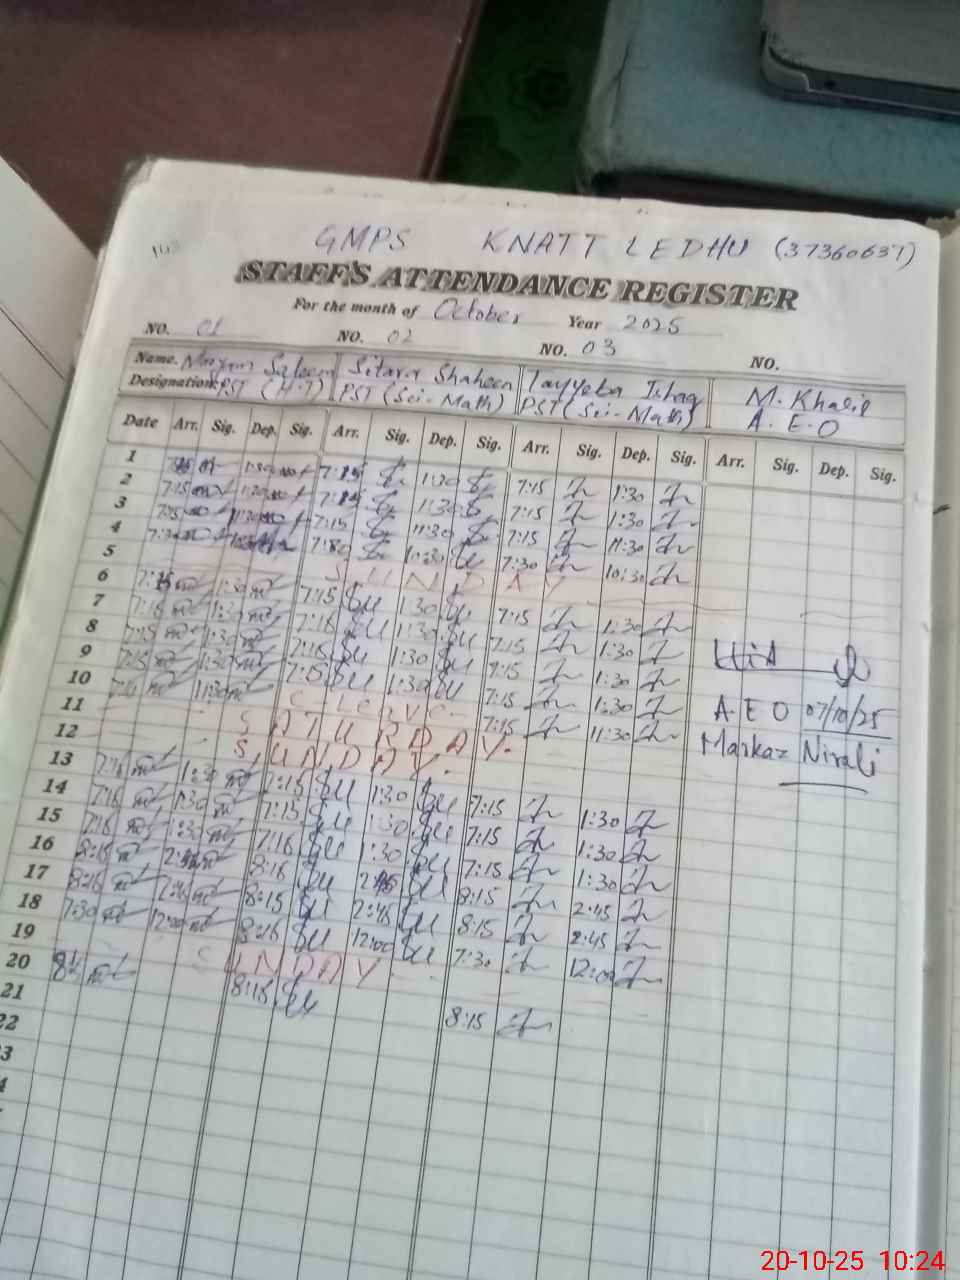 GMPS KNATT LEDHU (37360637)
STAFF'S ATTENDANCE REGISTER
For the month of October Year 2025
NO. 01 NO. 02 NO. 03 NO.
Name. Maryam Saleem Sitara Shaheen Tayyeba Ishaq M. Khalil
Designation: PST (H.T) PST (Sci-Math) PST (Sci-Math) A.E.O
Date Arr. Sig. Dep. Sig. Arr. Sig. Dep. Sig. Arr. Sig. Dep. Sig. Arr. Sig. Dep. Sig.
1 1:30 7:15 1:30 7:15 1:30
2 7:15 1:30 7:15 1:30 7:15 1:30
3 7:15 11:30 7:15 11:30 7:15 11:30
4 10:30 7:30 10:30
5 SUNDAY
6 7:15 1:30 7:15 1:30 7:15 1:30
7 7:16 1:30 7:16 1:30 7:15 1:30
8 7:15 1:30 7:16 1:30 1:30
9 7:15 1:30 7:15 1:30 7:15 1:30
10 11:30 C-leave 7:15 11:30
11 SATURDAY.
12 SUNDAY.
13 7:16 1:30 7:15 1:30 7:15 1:30
14 7:16 1:30 7:15 1:30 7:15 1:30
15 7:16 1:30 7:16 1:30 7:15 1:30
16 8:15 8:16 8:15 2:45
17 8:16 2:46 8:15 2:46 8:15 2:45
18 7:30 12:00 8:16 12:00 7:30 12:00
19 SUNDAY
20 8:15 8:15
21
22
A.E O 07/10/25
Markaz Nirali
20-10-25 10:24